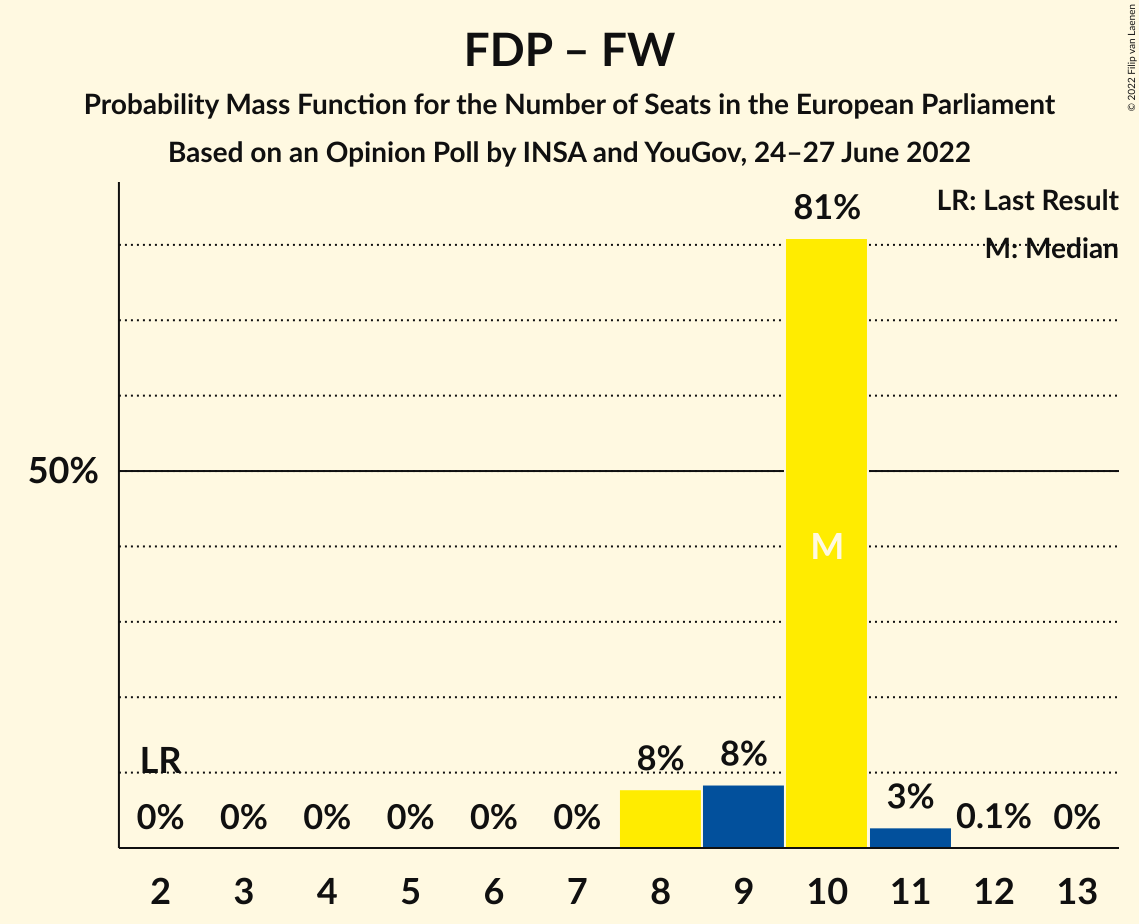 FDP – FW
Probability Mass Function for the Number of Seats in the European Parliament
Based on an Opinion Poll by INSA and YouGov, 24–27 June 2022
© 2022 Filip van Laenen
LR: Last Result
M: Median
81%
50%
M
LR
8%
8%
3%
0%
0%
0%
0%
0%
0%
0.1%
0%
2 3 4 5 6 7 8 9 10 11 12 13